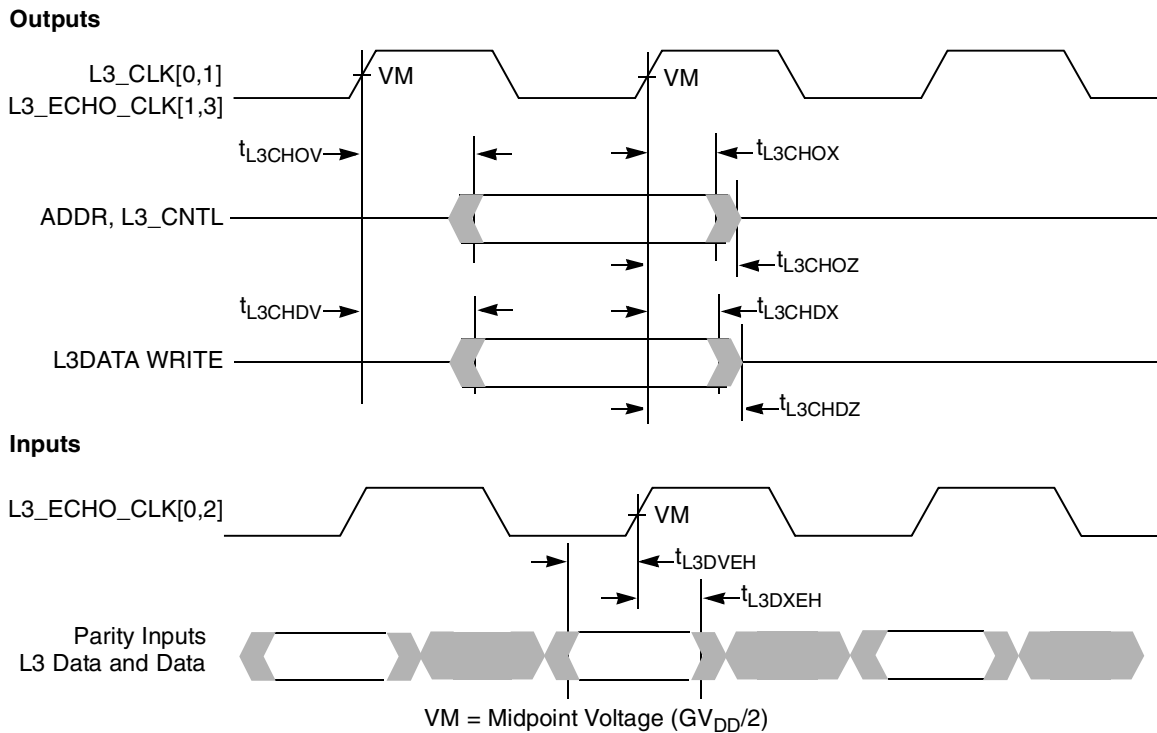 Outputs
L3_CLK[0,1]
VM
VM
L3_ECHO_CLK[1,3]
tL3CHOV
tL3CHOX
ADDR, L3_CNTL
tL3CHOZ
tL3CHDV
tL3CHDX
L3DATA WRITE
tL3CHDZ
Inputs
L3_ECHO_CLK[0,2]
VM
tL3DVEH
tL3DXEH
Parity Inputs
L3 Data and Data
VM = Midpoint Voltage (GVDD/2)